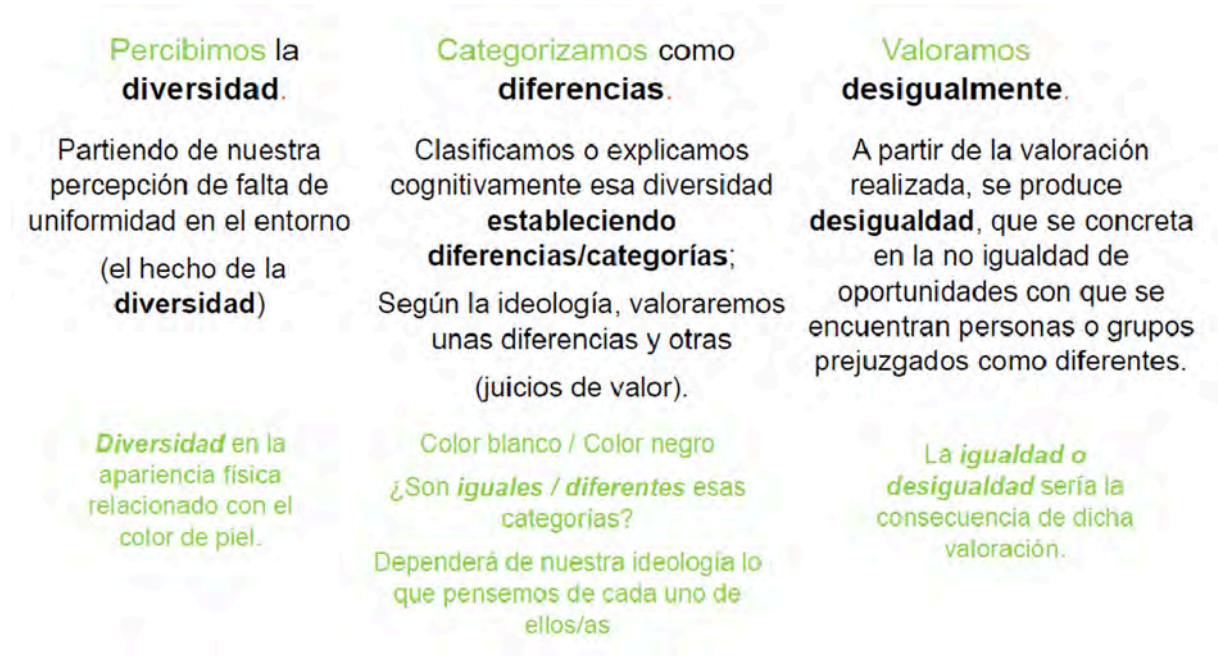 Percibimos la
diversidad.
Partiendo de nuestra
percepción de falta de
uniformidad en el entorno
(el hecho de la
diversidad)
Diversidad en la
apariencia física
relacionado con el
color de piel.
Categorizamos como
diferencias.
Clasificamos o explicamos
cognitivamente esa diversidad
estableciendo
diferencias/categorías;
Según la ideología, valoraremos
unas diferencias y otras
(juicios de valor).
Color blanco / Color negro
¿Son iguales / diferentes esas
categorías?
Dependerá de nuestra ideología lo
que pensemos de cada uno de
ellos/as
Valoramos
desigualmente.
A partir de la valoración
realizada, se produce
desigualdad, que se concreta
en la no igualdad de
oportunidades con que se
encuentran personas o grupos
prejuzgados como diferentes.
La igualdad o
desigualdad sería la
consecuencia de dicha
valoración.